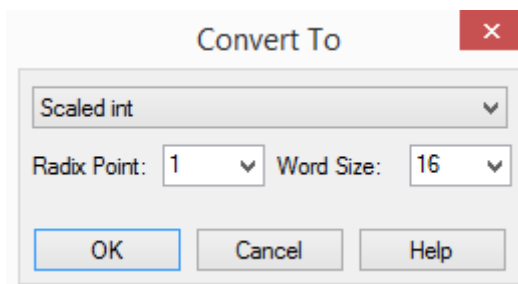 Convert To
Scaled int
Radix Point: 1 Word Size: 16
OK Cancel Help